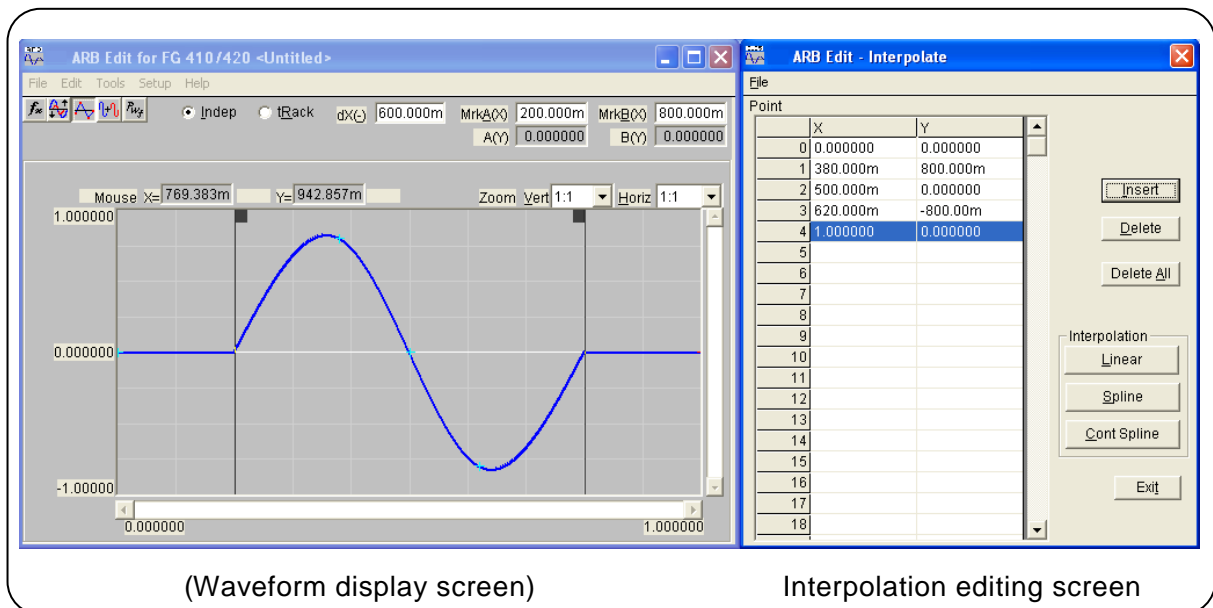 ARB Edit for FG 410/420 <Untitled>
File Edit Tools Setup Help
Indep tRack dX(-) 600.000m MrkA(X) 200.000m MrkB(X) 800.000m
A(Y) 0.000000 B(Y) 0.000000
Mouse X= 769.383m Y= 942.857m Zoom Vert 1:1 Horiz 1:1
1.000000
0.000000
-1.00000
0.000000 1.000000
(Waveform display screen)
ARB Edit - Interpolate
File
Point
X Y
0 0.000000 0.000000
1 380.000m 800.000m
2 500.000m 0.000000
3 620.000m -800.00m
4 1.000000 0.000000
5
6
7
8
9
10
11
12
13
14
15
16
17
18
Insert
Delete
Delete All
Interpolation
Linear
Spline
Cont Spline
Exit
Interpolation editing screen